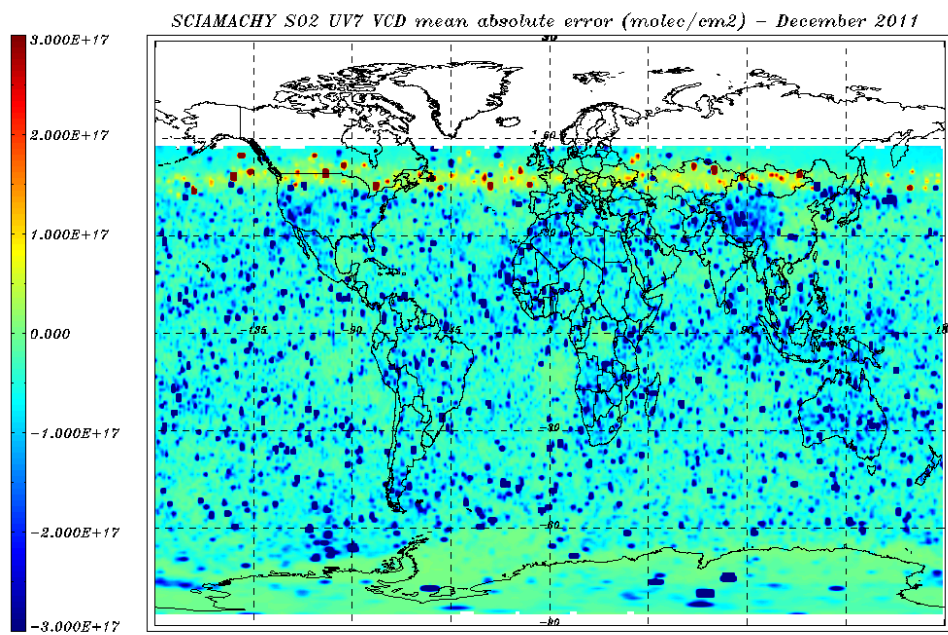 SCIAMACHY SO2 UV7 VCD mean absolute error (molec/cm2) - December 2011
3.000E+17
2.000E+17
1.000E+17
0.000
-1.000E+17
-2.000E+17
-3.000E+17
90
60
-135
-90
-45
0
45
90
135
-30
-60
-90